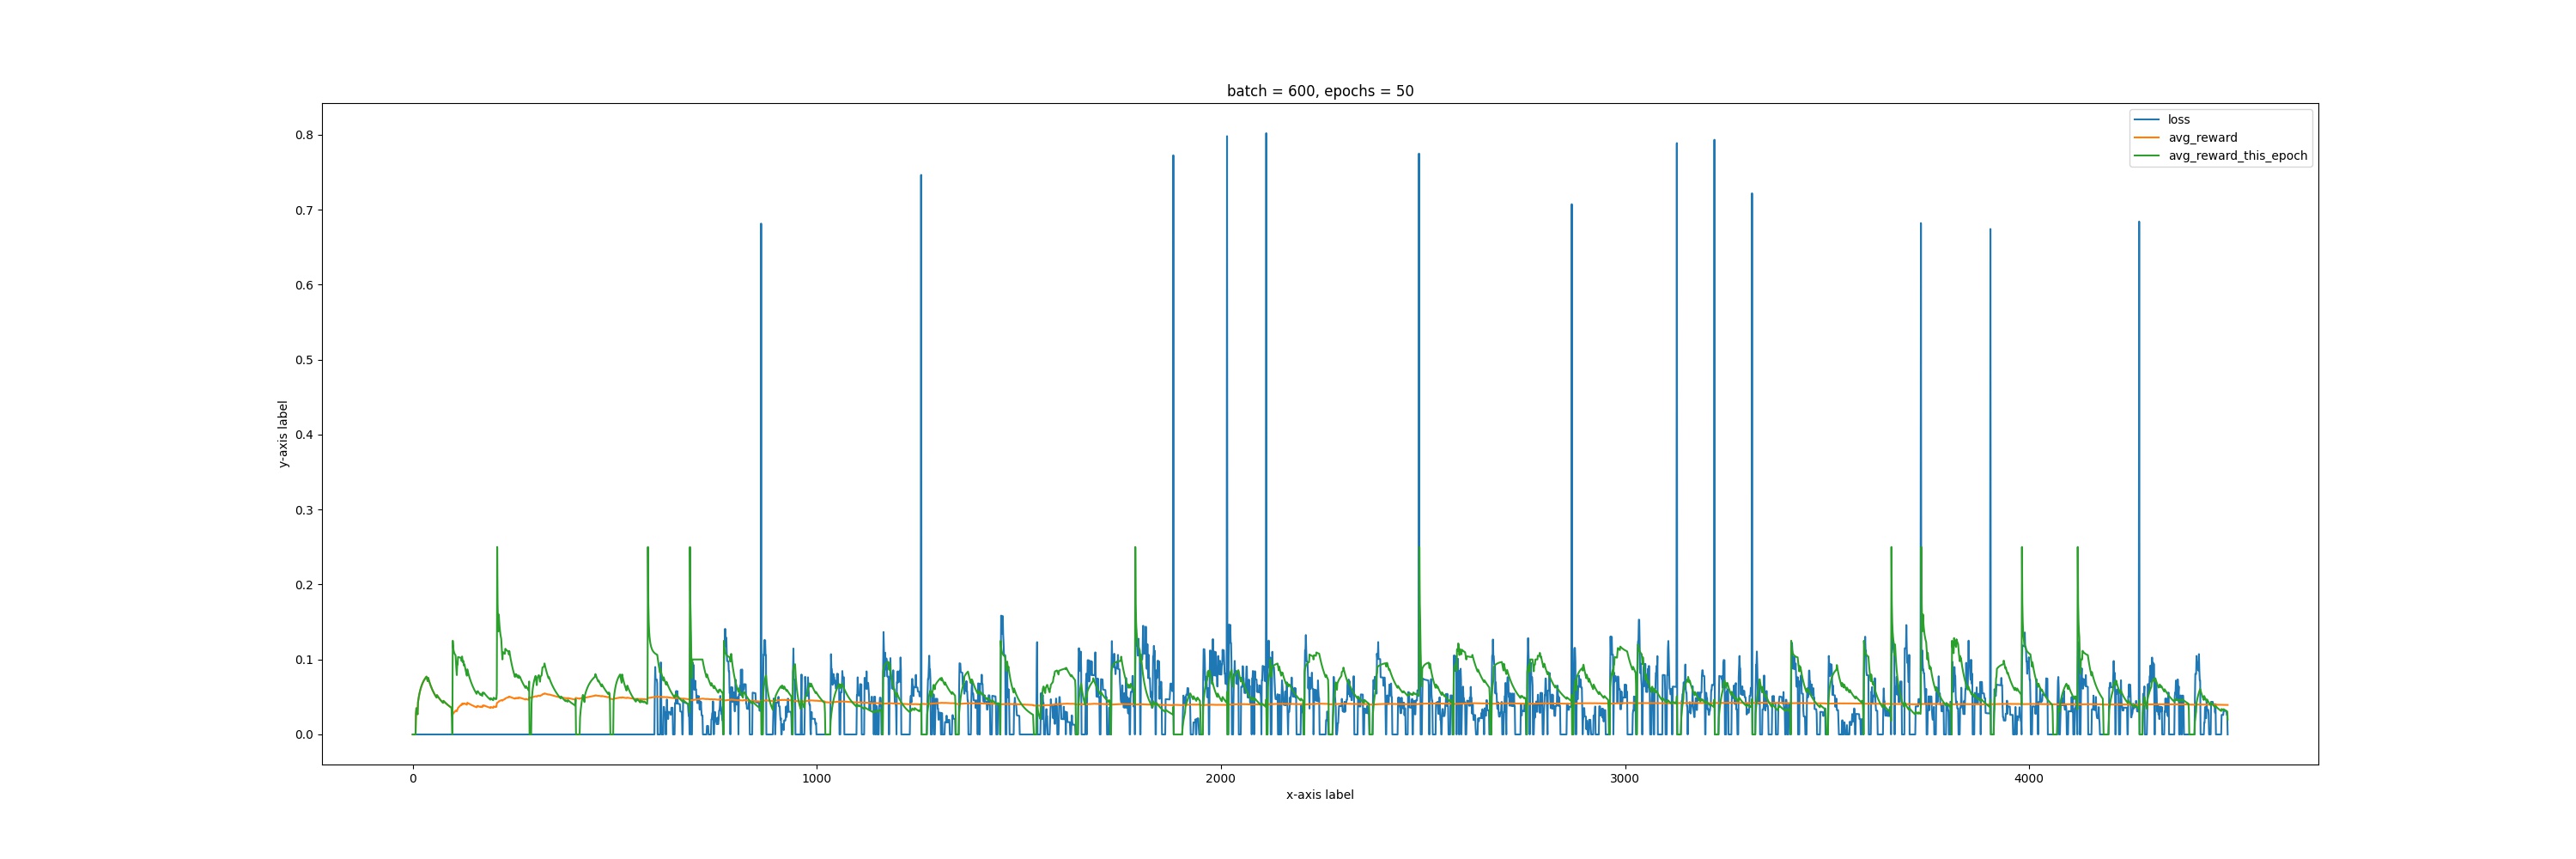 batch = 600, epochs = 50
loss
avg_reward
avg_reward_this_epoch
0.8
0.7
0.6
0.5
0.4
0.3
0.2
0.1
0.0
y-axis label
0
1000
2000
3000
4000
x-axis label